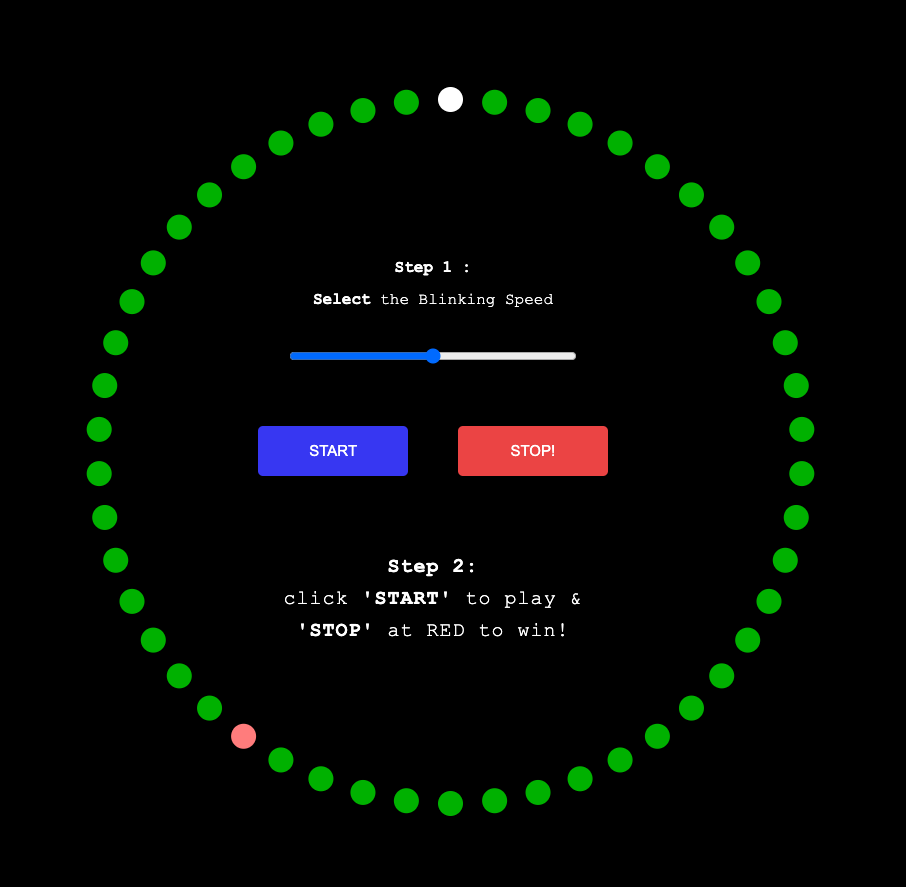 Step 1 :
Select the Blinking Speed
START
STOP!
Step 2:
click 'START' to play &
'STOP' at RED to win!